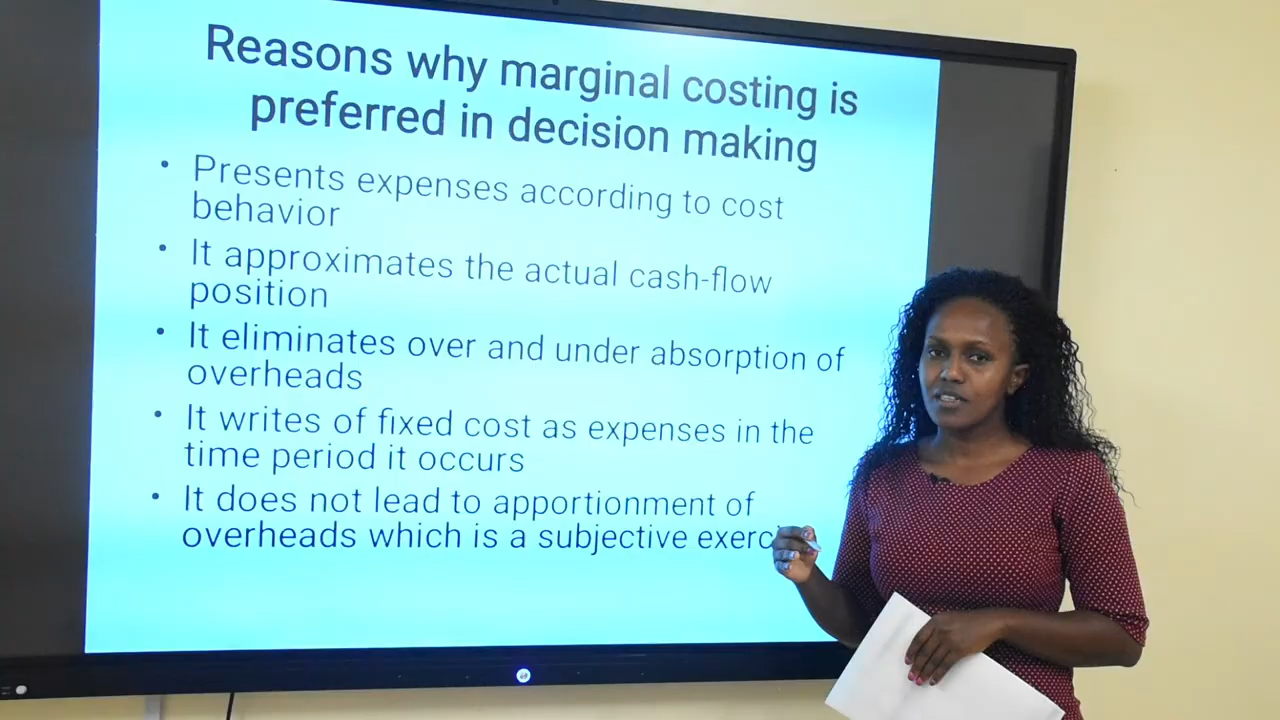 Reasons why marginal costing is
preferred in decision making
• Presents expenses according to cost
behavior
• It approximates the actual cash-flow
position
• It eliminates over and under absorption of
overheads
• It writes of fixed cost as expenses in the
time period it occurs
• It does not lead to apportionment of
overheads which is a subjective